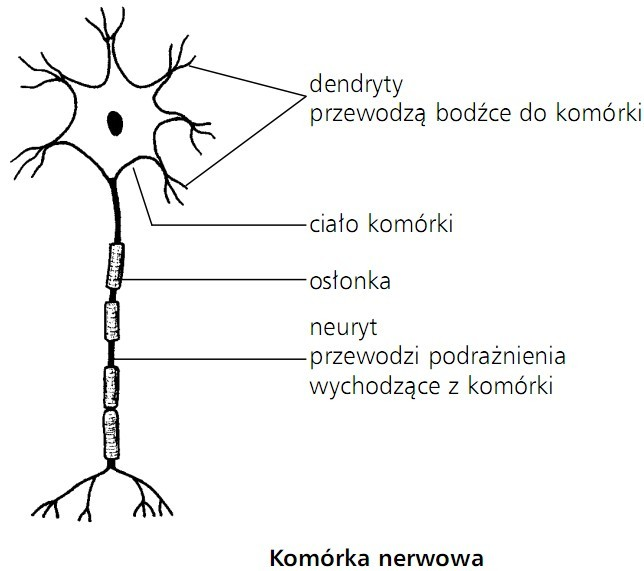 dendryty
przewodzą bodźce do komórki
ciało komórki
osłonka
neuryt
przewodzi podrażnienia
wychodzące z komórki
Komórka nerwowa